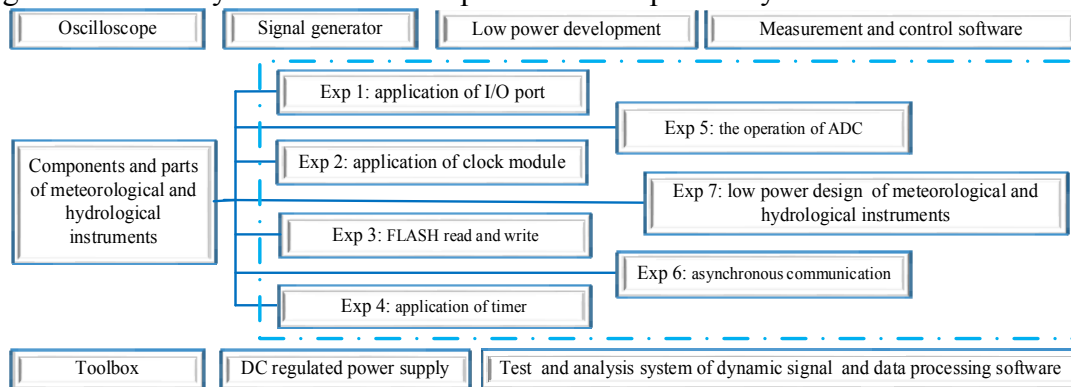 Oscilloscope
Signal generator
Low power development
Measurement and control software
Exp 1: application of I/O port
Exp 5: the operation of ADC
Exp 2: application of clock module
Components and parts
of meteorological and
hydrological
instruments
Exp 7: low power design of meteorological and
hydrological instruments
Exp 3: FLASH read and write
Exp 6: asynchronous communication
Exp 4: application of timer
Toolbox
DC regulated power supply
Test and analysis system of dynamic signal and data processing software